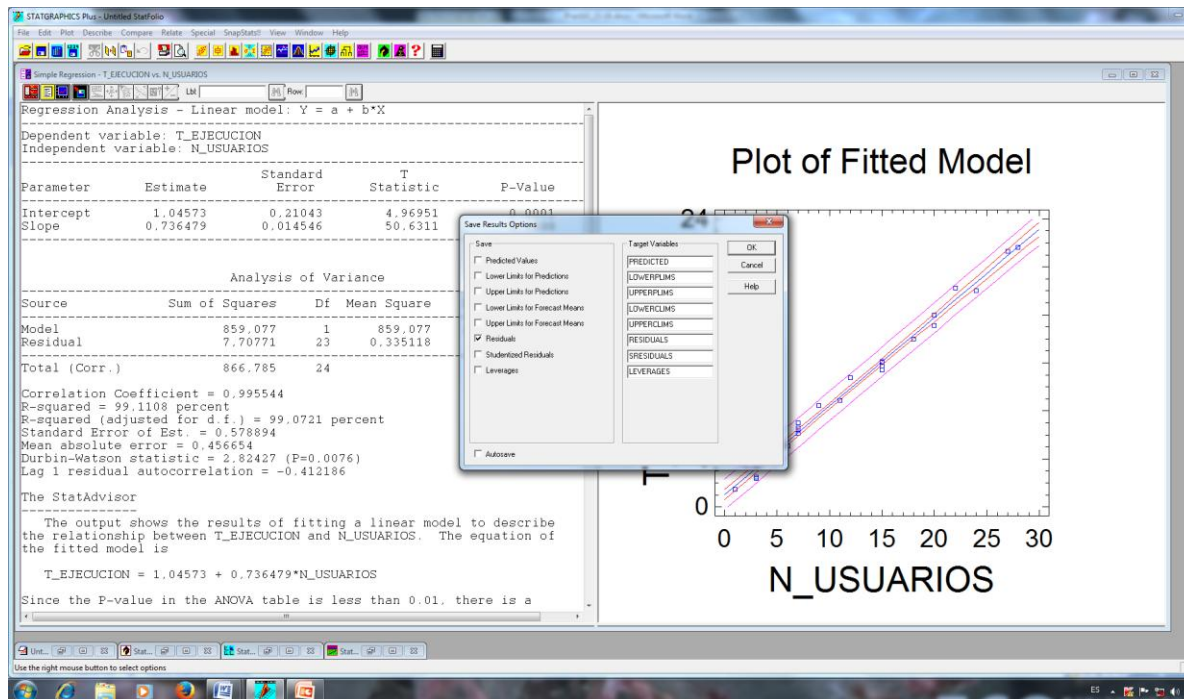 STATGRAPHICS Plus - Untitled StatFolio
File Edit Plot Describe Compare Relate Special SnapStats!! View Window Help
Simple Regression - T_EJECUCION vs. N_USUARIOS
Lbl: Row:
Regression Analysis - Linear model: Y = a + b*X
Dependent variable: T_EJECUCION
Independent variable: N_USUARIOS
Standard T
Parameter Estimate Error Statistic P-Value
Intercept 1.04573 0.21043 4.96951 0.0001
Slope 0.736479 0.014546 50.6311
Analysis of Variance
Source Sum of Squares Df Mean Square
Model 859.077 1 859.077
Residual 7.70771 23 0.335118
Total (Corr.) 866.785 24
Correlation Coefficient = 0.995544
R-squared = 99.1108 percent
R-squared (adjusted for d.f.) = 99.0721 percent
Standard Error of Est. = 0.578894
Mean absolute error = 0.456654
Durbin-Watson statistic = 2.82427 (P=0.0076)
Lag 1 residual autocorrelation = -0.412186
The StatAdvisor
The output shows the results of fitting a linear model to describe
the relationship between T_EJECUCION and N_USUARIOS. The equation of
the fitted model is
T_EJECUCION = 1.04573 + 0.736479*N_USUARIOS
Since the P-value in the ANOVA table is less than 0.01, there is a
Save Results Options
Save
Predicted Values
Lower Limits for Predictions
Upper Limits for Predictions
Lower Limits for Forecast Means
Upper Limits for Forecast Means
Residuals
Studentized Residuals
Leverages
Autosave
Target Variables
PREDICTED
LOWERPLIMS
UPPERPLIMS
LOWERCLIMS
UPPERCLIMS
RESIDUALS
SRESIDUALS
LEVERAGES
OK
Cancel
Help
Plot of Fitted Model
24
0
0 5 10 15 20 25 30
N_USUARIOS
Unt... Stat... Stat... Stat...
Use the right mouse button to select options
ES